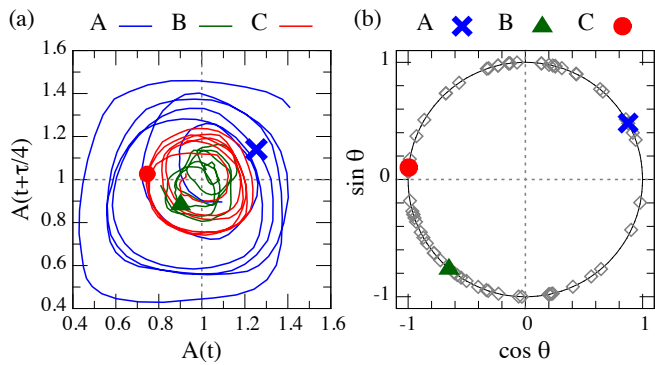 (a) A B C
1.6
1.4
1.2
1
0.8
0.6
0.4
A(t+τ/4)
0.4 0.6 0.8 1 1.2 1.4 1.6
A(t)
(b) A B C
1
0
-1
sin θ
-1 0 1
cos θ